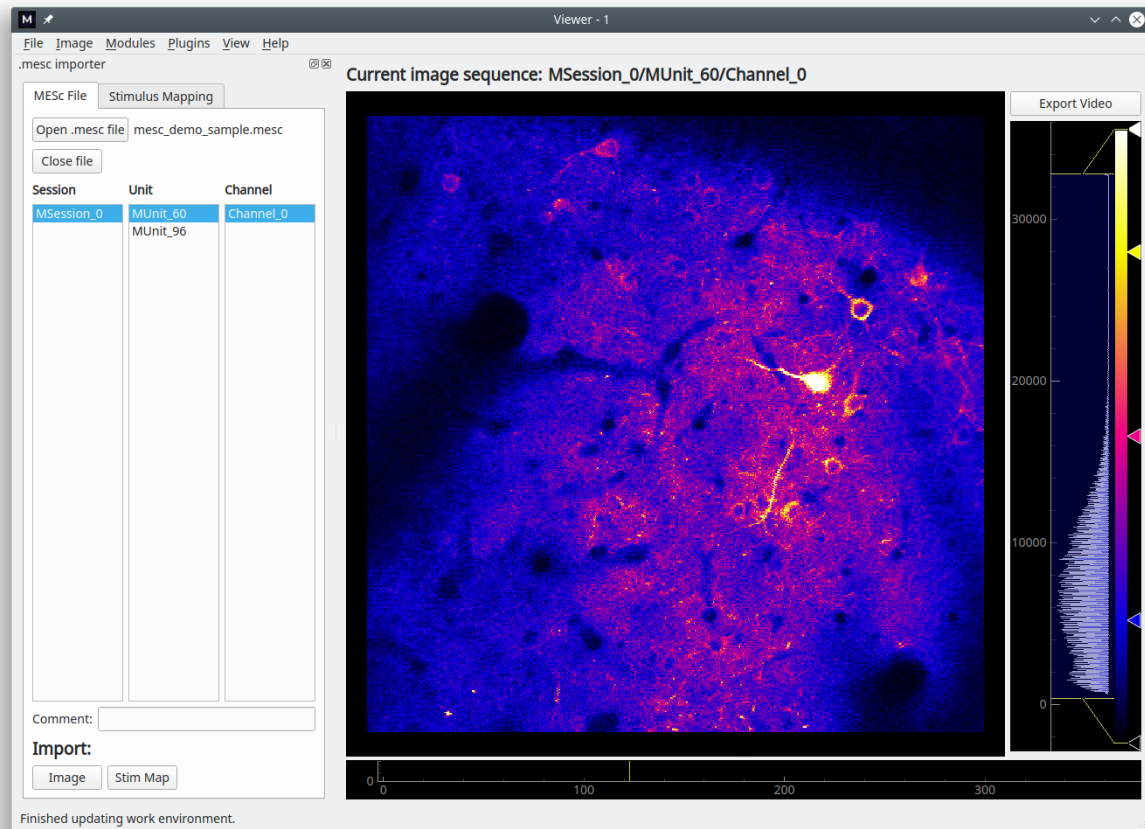 M
Viewer - 1
File Image Modules Plugins View Help
.mesc importer
MESc File Stimulus Mapping
Open .mesc file mesc_demo_sample.mesc
Close file
Session Unit Channel
MSession_0 MUnit_60 Channel_0
MUnit_96
Comment:
Import:
Image Stim Map
Finished updating work environment.
Current image sequence: MSession_0/MUnit_60/Channel_0
Export Video
30000
20000
10000
0
0
0 100 200 300